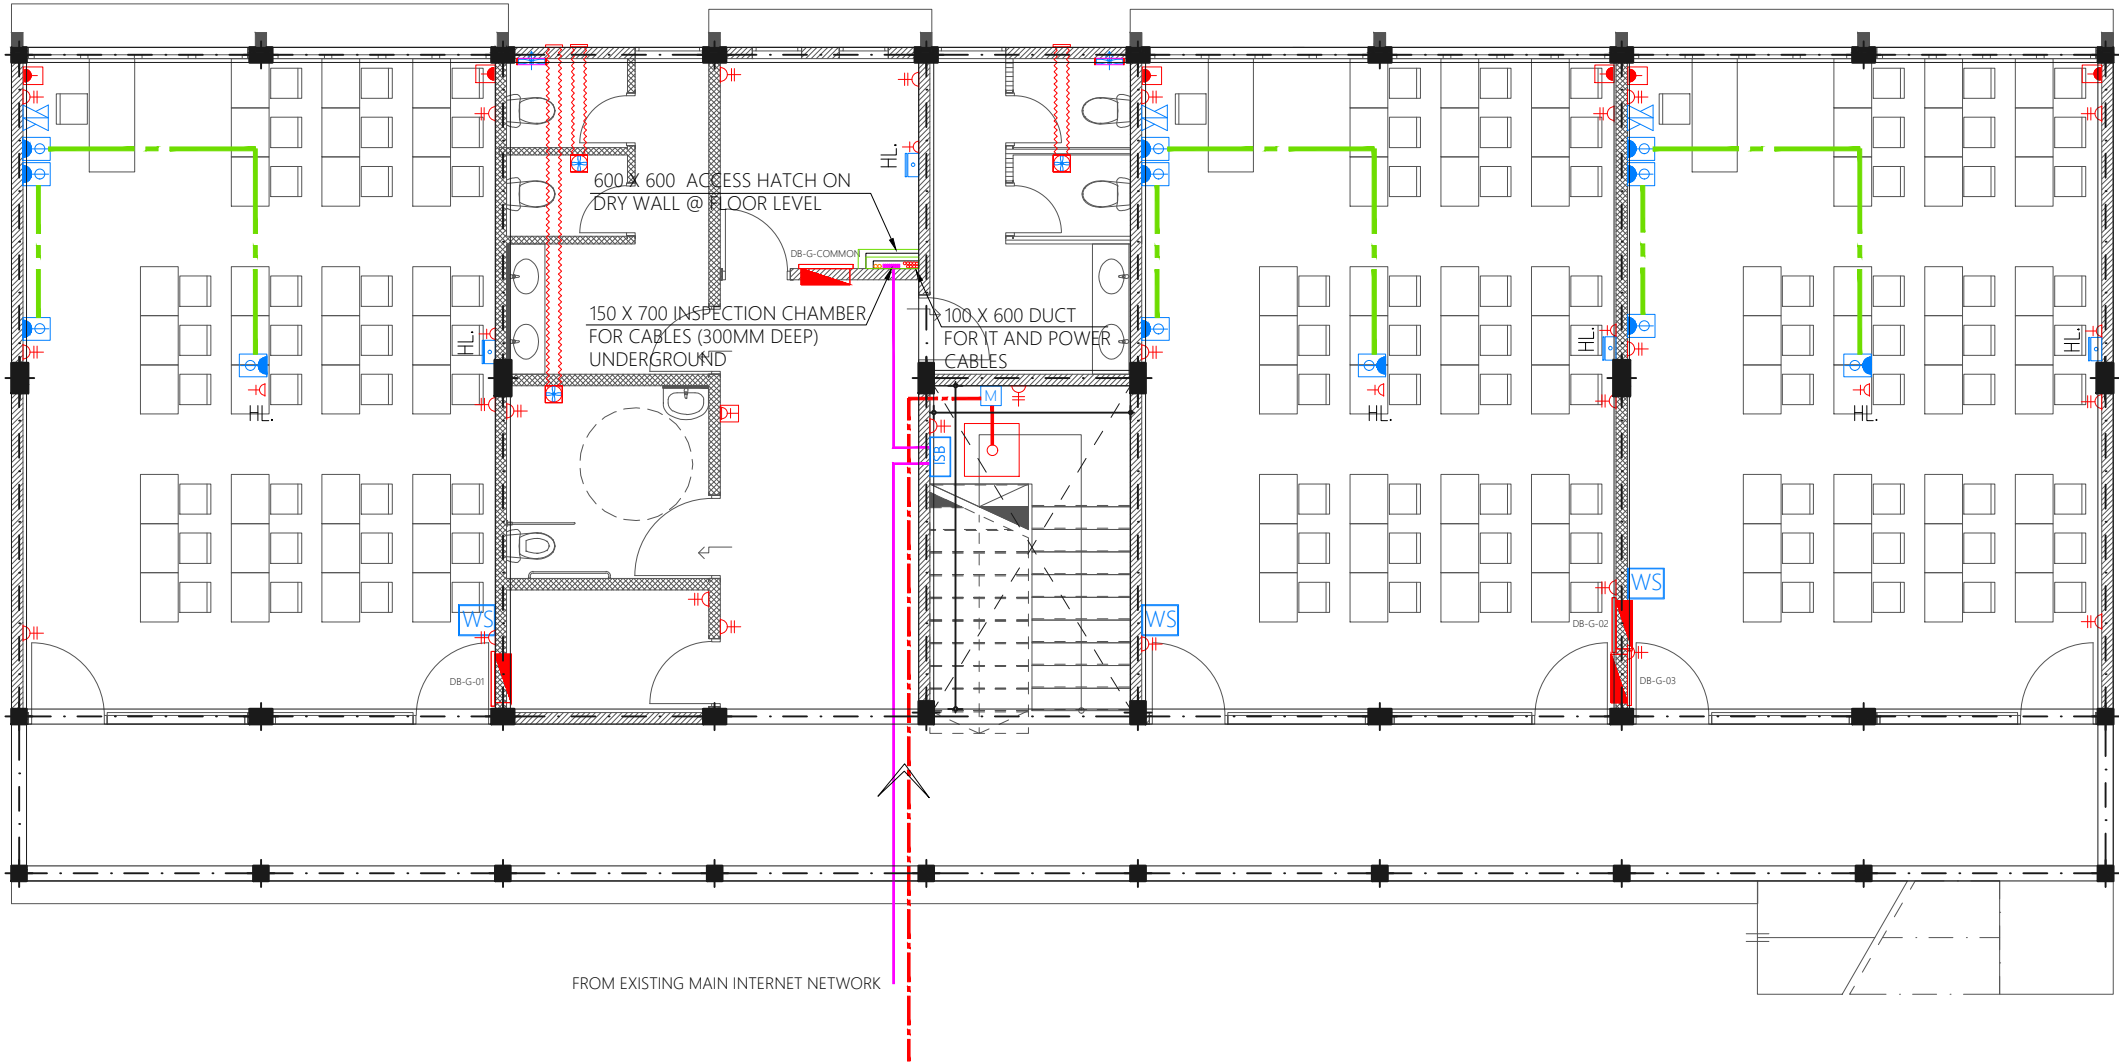 HL.
600 X 600 ACCESS HATCH ON
DRY WALL @ FLOOR LEVEL
DB-G-COMMON
150 X 700 INSPECTION CHAMBER
FOR CABLES (300MM DEEP)
UNDERGROUND
100 X 600 DUCT
FOR IT AND POWER
CABLES
HL.
HL.
HL.
HL.
HL.
HL.
M
ISB
WS
WS
WS
DB-G-01
DB-G-02
DB-G-03
FROM EXISTING MAIN INTERNET NETWORK